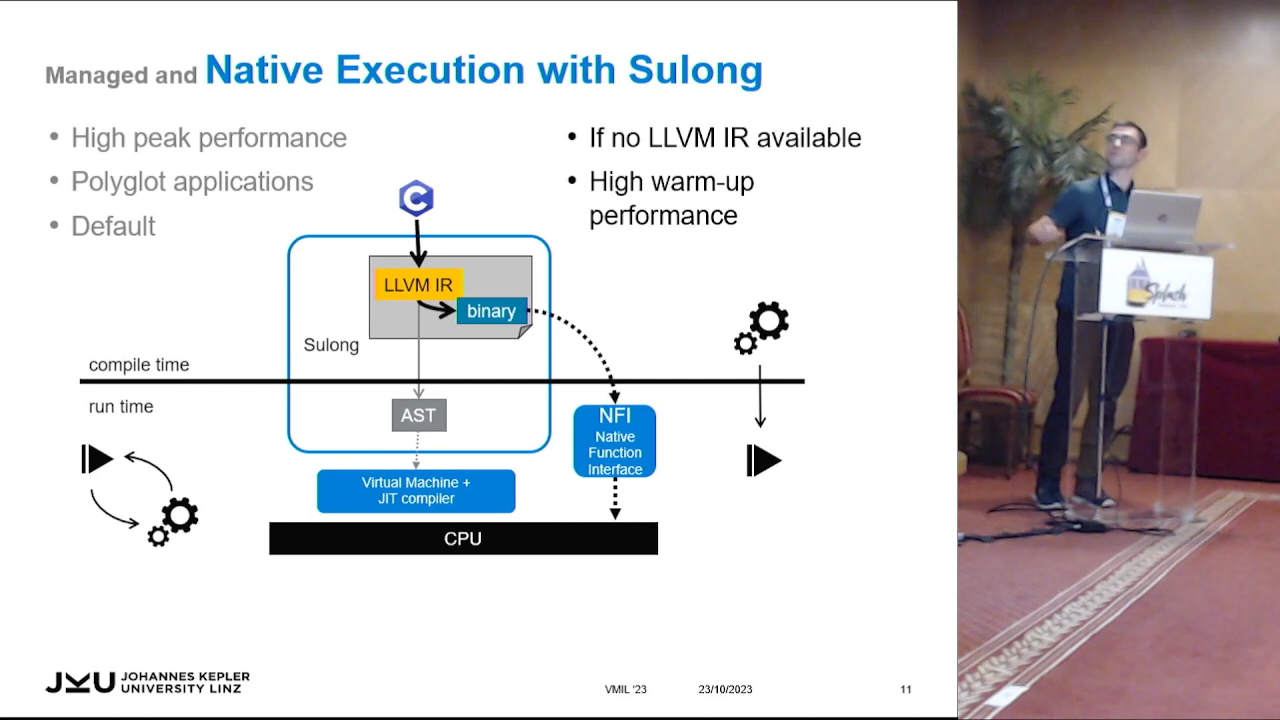 Managed and Native Execution with Sulong
• High peak performance
• Polyglot applications
• Default
• If no LLVM IR available
• High warm-up
performance
C
LLVM IR
binary
Sulong
compile time
run time
AST
NFI
Native
Function
Interface
Virtual Machine +
JIT compiler
CPU
JKU JOHANNES KEPLER
UNIVERSITY LINZ
VMIL '23
23/10/2023
11
Splash